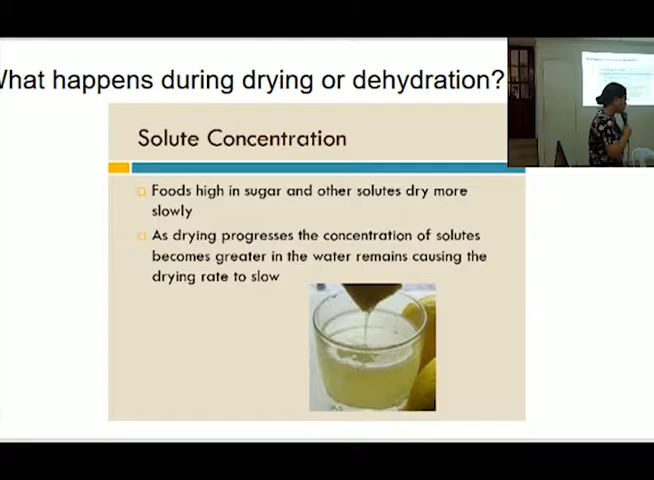 What happens during drying or dehydration?
Solute Concentration
Foods high in sugar and other solutes dry more
slowly
As drying progresses the concentration of solutes
becomes greater in the water remains causing the
drying rate to slow